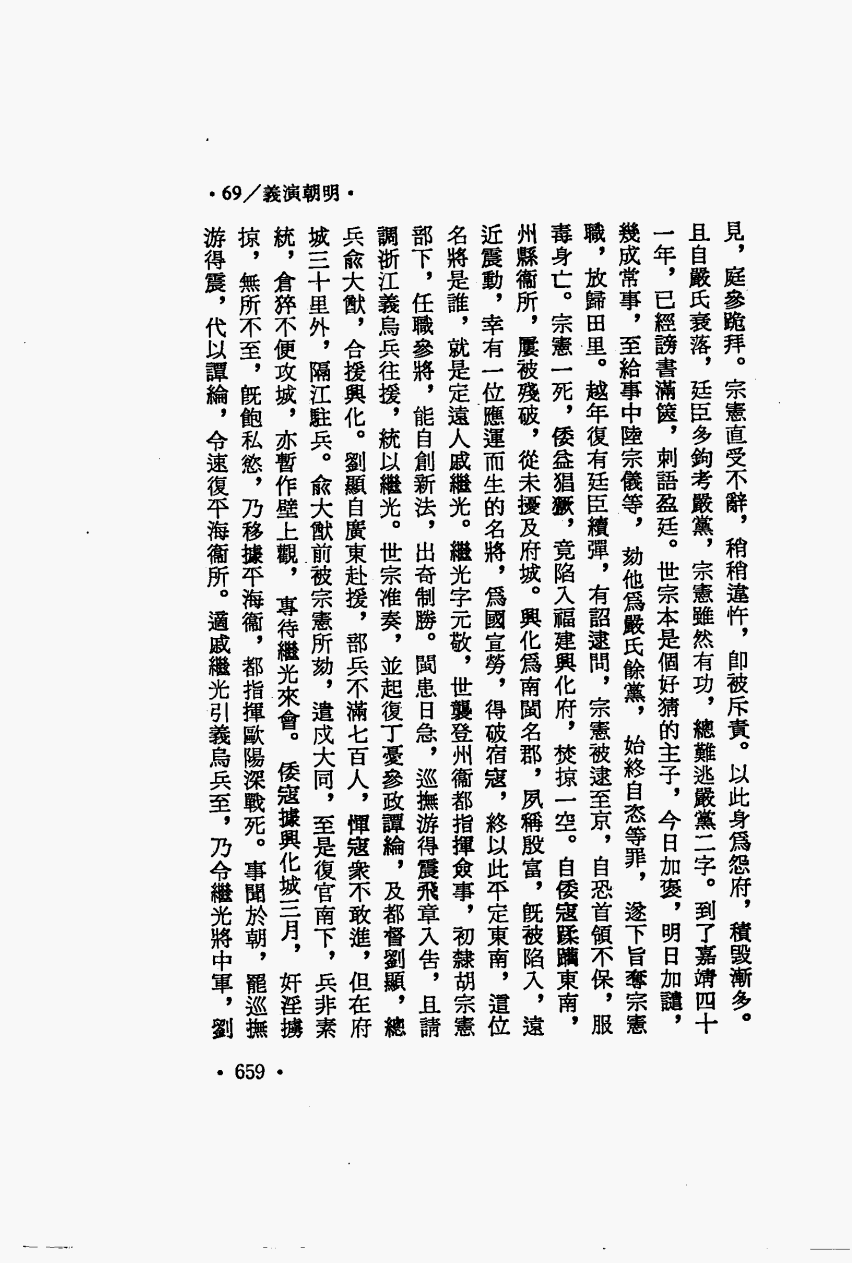 ·69/義演朝明·
見，庭參跪拜。宗憲直受不辭，稍稍違忤，卽被斥責。以此身爲怨府，積毀漸多。
且自嚴氏衰落，廷臣多鉤考嚴黨，宗憲雖然有功，總難逃嚴黨二字。到了嘉靖四十
一年，已經謗書滿篋，刺語盈廷。世宗本是個好猜的主子，今日加褒，明日加譴，
幾成常事，至給事中陸宗儀等，劾他爲嚴氏餘黨，始終自恣等罪，遂下旨奪宗憲
職，放歸田里。越年復有廷臣續彈，有詔逮問，宗憲被逮至京，自恐首領不保，服
毒身亡。宗憲一死，倭益猖獗，竟陷入福建興化府，焚掠一空。自倭寇蹂躪東南，
州縣衞所，屢被殘破，從未擾及府城。興化爲南閩名郡，夙稱殷富，旣被陷入，遠
近震動，幸有一位應運而生的名將，爲國宣勞，得破宿寇，終以此平定東南，這位
名將是誰，就是定遠人戚繼光。繼光字元敬，世襲登州衞都指揮僉事，初隸胡宗憲
部下，任職參將，能自創新法，出奇制勝。閩患日急，巡撫游得震飛章入告，且請
調浙江義烏兵往援，統以繼光。世宗准奏，並起復丁憂參政譚綸，及都督劉顯，總
兵兪大猷，合援興化。劉顯自廣東赴援，部兵不滿七百人，憚寇衆不敢進，但在府
城三十里外，隔江駐兵。兪大猷前被宗憲所劾，遣戍大同，至是復官南下，兵非素
統，倉猝不便攻城，亦暫作壁上觀，專待繼光來會。倭寇據興化城三月，奸淫擄
掠，無所不至，旣飽私慾，乃移據平海衞，都指揮歐陽深戰死。事聞於朝，罷巡撫
游得震，代以譚綸，令速復平海衞所。適戚繼光引義烏兵至，乃令繼光將中軍，劉
·659·